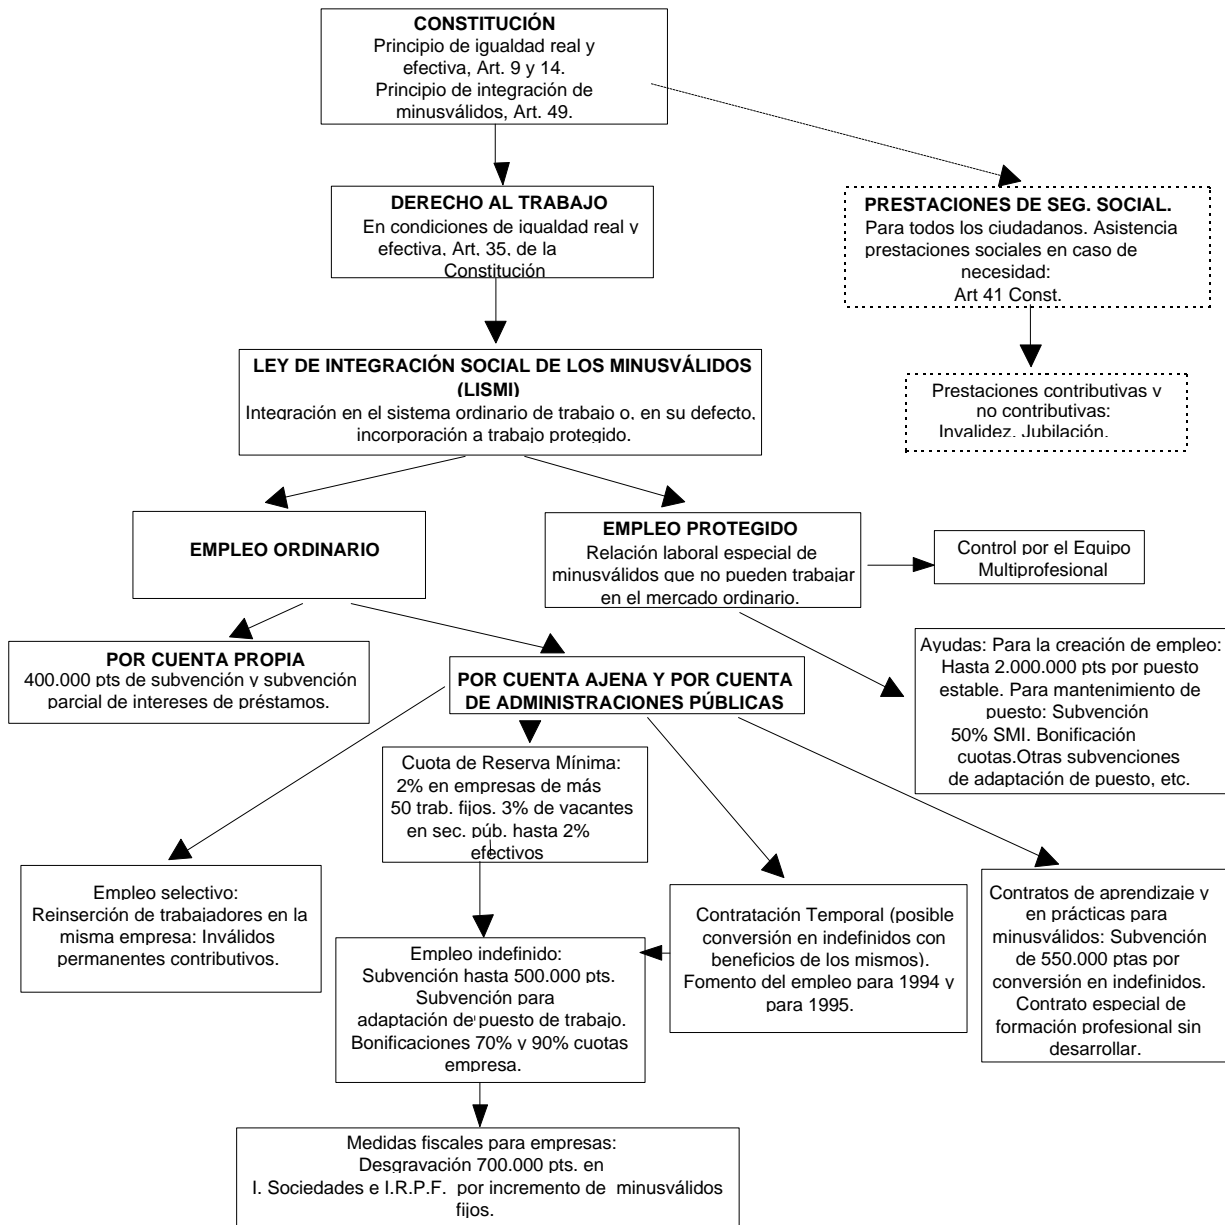 CONSTITUCIÓN
Principio de igualdad real y
efectiva, Art. 9 y 14.
Principio de integración de
minusválidos, Art. 49.
DERECHO AL TRABAJO
En condiciones de igualdad real y
efectiva, Art, 35, de la
Constitución
PRESTACIONES DE SEG. SOCIAL.
Para todos los ciudadanos. Asistencia
prestaciones sociales en caso de
necesidad:
Art 41 Const.
LEY DE INTEGRACIÓN SOCIAL DE LOS MINUSVÁLIDOS
(LISMI)
Integración en el sistema ordinario de trabajo o, en su defecto,
incorporación a trabajo protegido.
Prestaciones contributivas y
no contributivas:
Invalidez, Jubilación,
EMPLEO ORDINARIO
EMPLEO PROTEGIDO
Relación laboral especial de
minusválidos que no pueden trabajar
en el mercado ordinario.
Control por el Equipo
Multiprofesional
POR CUENTA PROPIA
400.000 pts de subvención y subvención
parcial de intereses de préstamos.
POR CUENTA AJENA Y POR CUENTA
DE ADMINISTRACIONES PÚBLICAS
Ayudas: Para la creación de empleo:
Hasta 2.000.000 pts por puesto
estable. Para mantenimiento de
puesto: Subvención
50% SMI. Bonificación
cuotas.Otras subvenciones
de adaptación de puesto, etc.
Cuota de Reserva Mínima:
2% en empresas de más
50 trab. fijos. 3% de vacantes
en sec. púb. hasta 2%
efectivos
Empleo selectivo:
Reinserción de trabajadores en la
misma empresa: Inválidos
permanentes contributivos.
Empleo indefinido:
Subvención hasta 500.000 pts.
Subvención para
adaptación de puesto de trabajo.
Bonificaciones 70% y 90% cuotas
empresa.
Contratación Temporal (posible
conversión en indefinidos con
beneficios de los mismos).
Fomento del empleo para 1994 y
para 1995.
Contratos de aprendizaje y
en prácticas para
minusválidos: Subvención
de 550.000 ptas por
conversión en indefinidos.
Contrato especial de
formación profesional sin
desarrollar.
Medidas fiscales para empresas:
Desgravación 700.000 pts. en
I. Sociedades e I.R.P.F. por incremento de minusválidos
fijos.